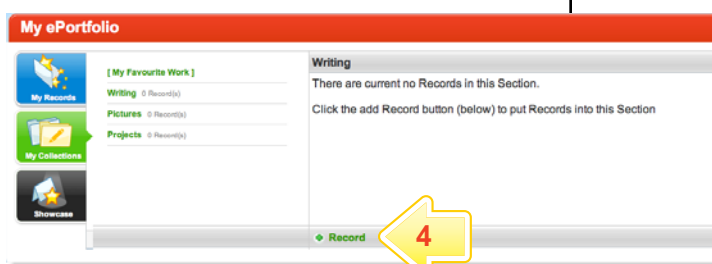 My ePortfolio
My Records
My Collections
Showcase
[ My Favourite Work ]
Writing 0 Record(s)
Pictures 0 Record(s)
Projects 0 Record(s)
Writing
There are current no Records in this Section.
Click the add Record button (below) to put Records into this Section
Record
4